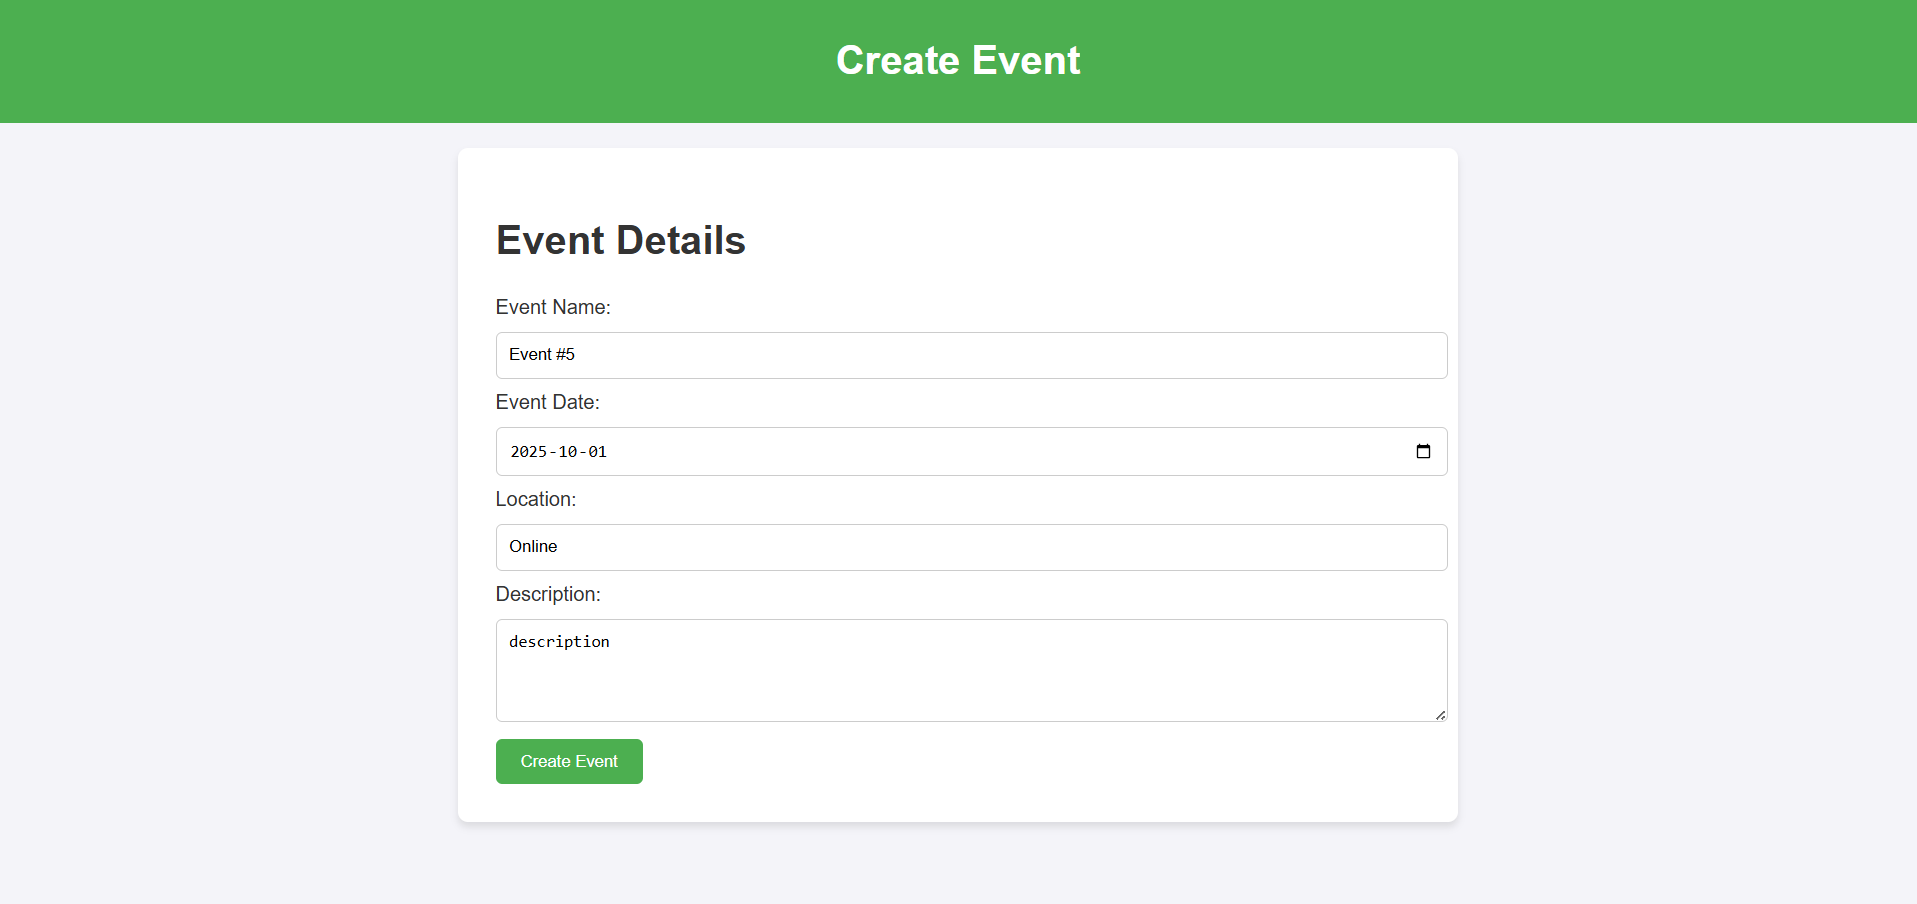 Create Event
Event Details
Event Name:
Event #5
Event Date:
2025-10-01
Location:
Online
Description:
description
Create Event